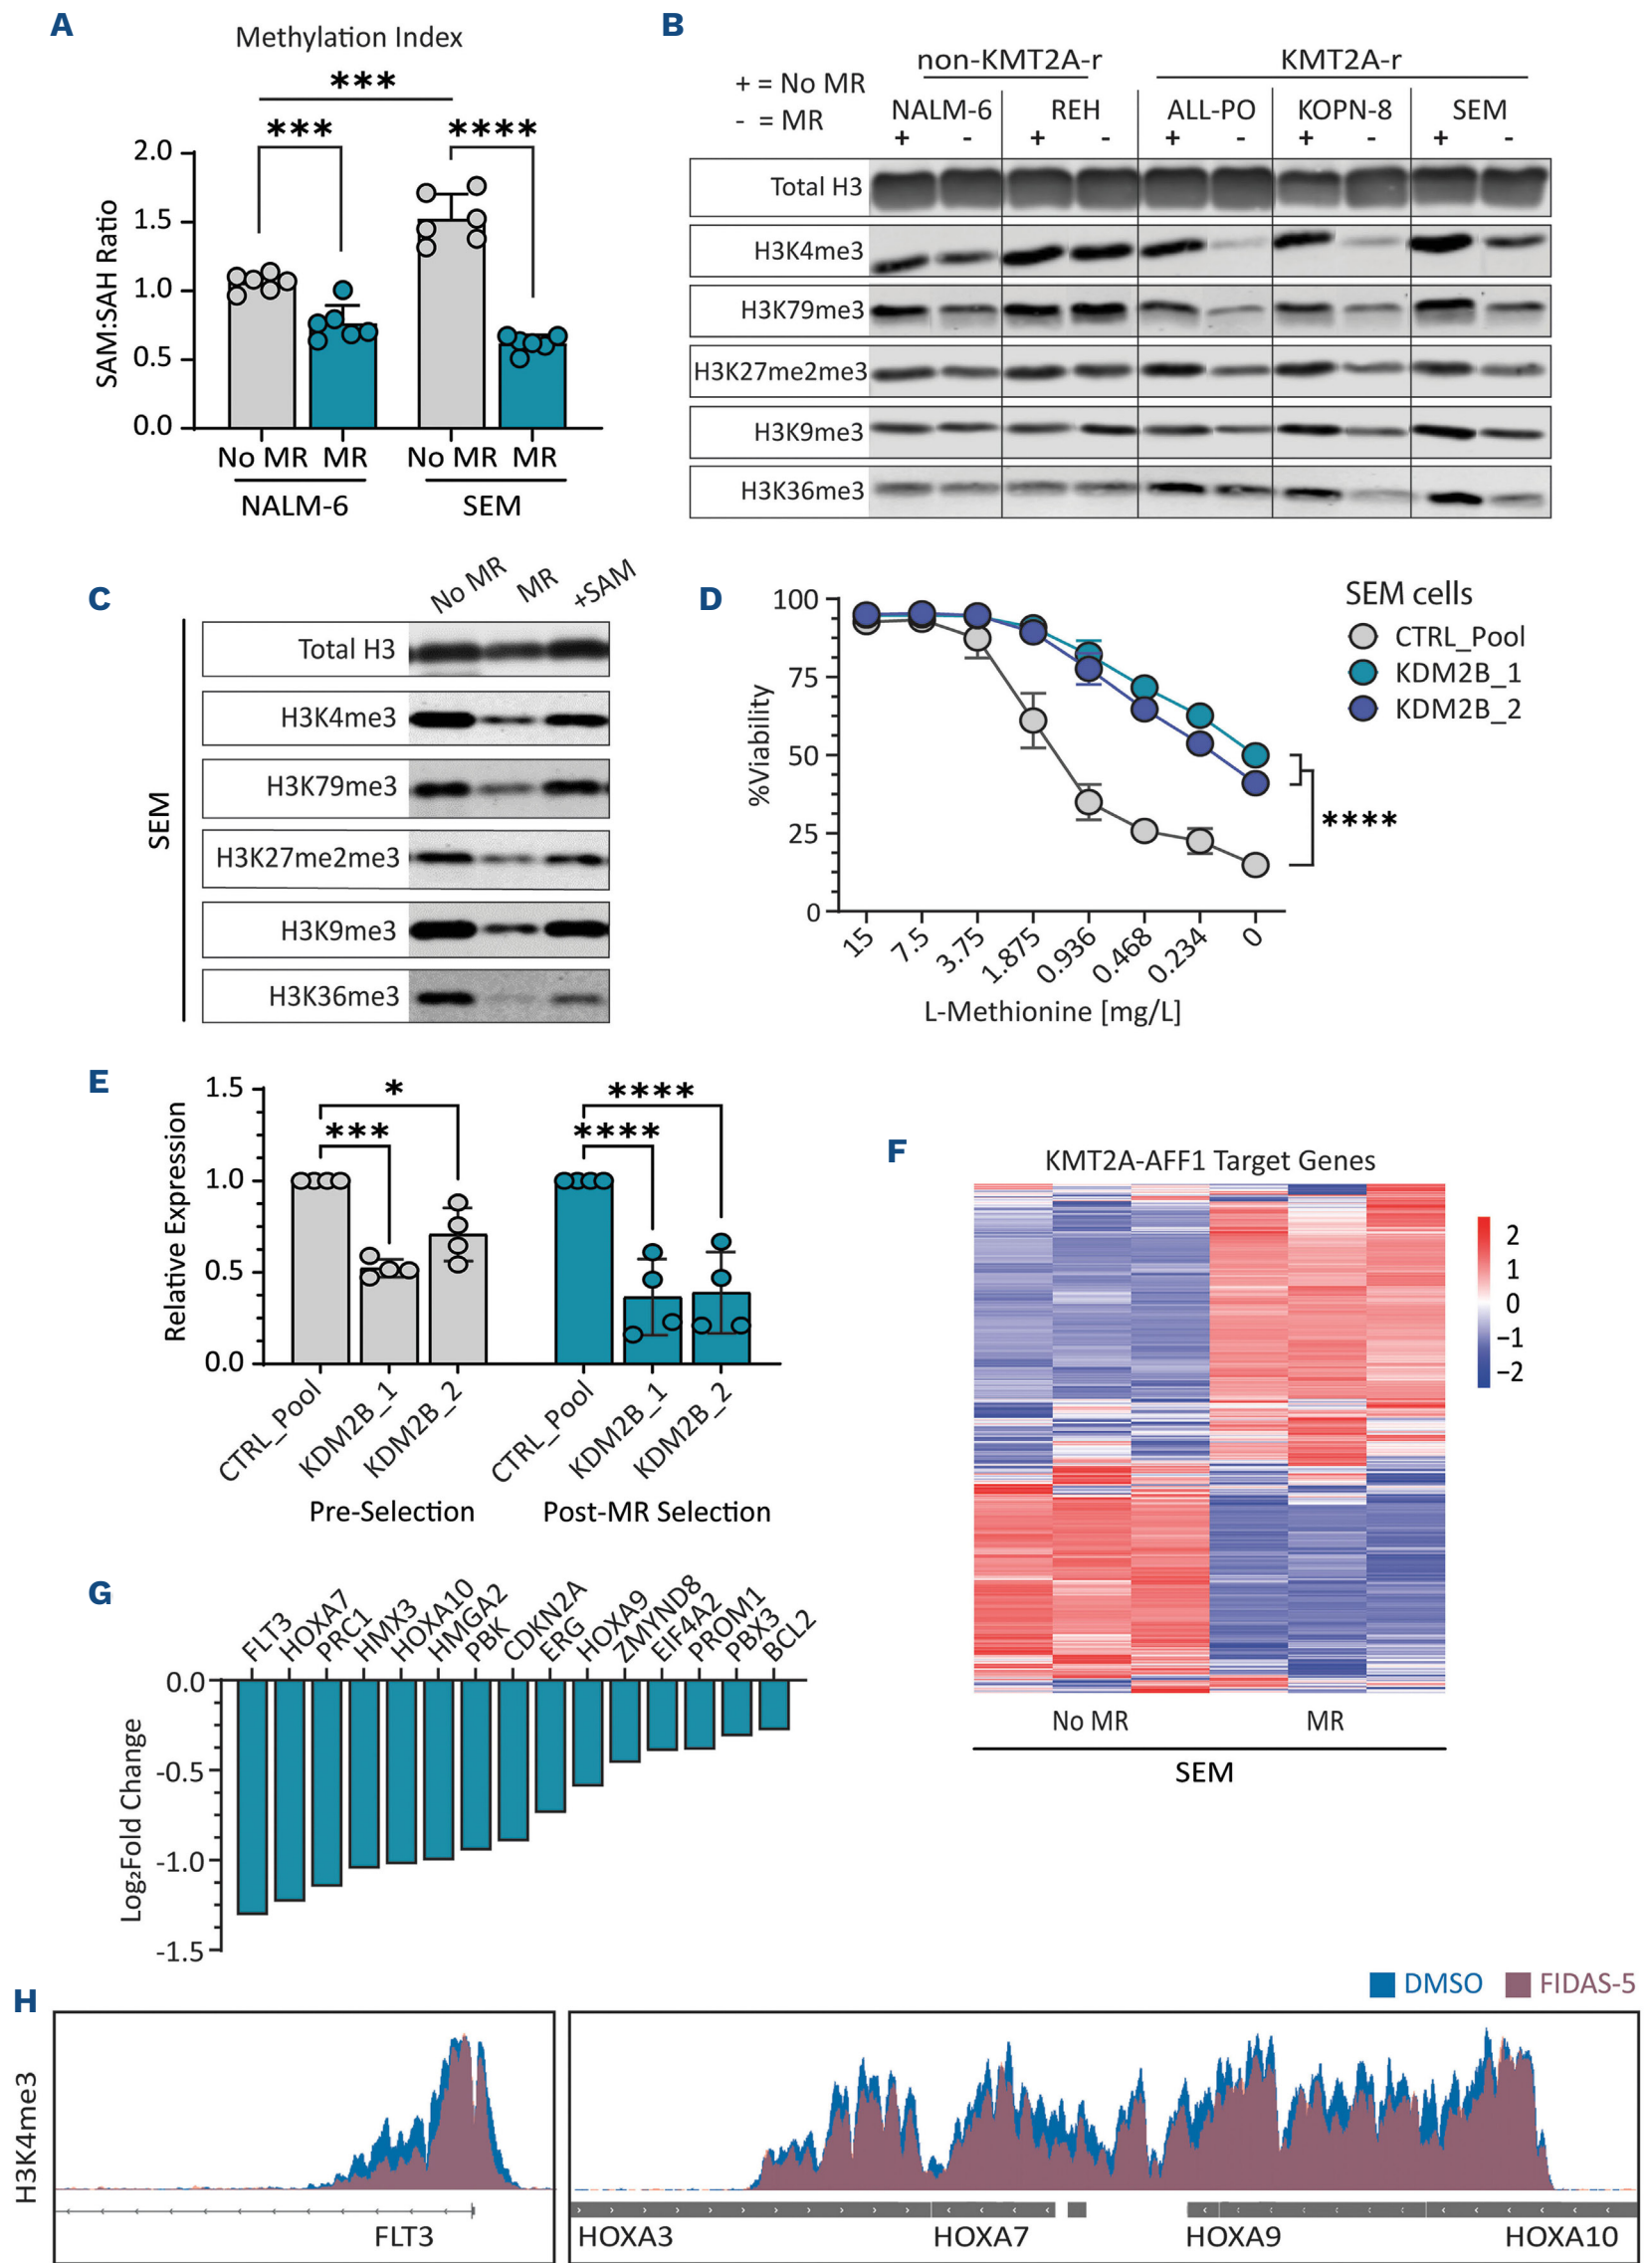 A
Methylation Index
***
*** ****
SAM:SAH Ratio
2.0
1.5
1.0
0.5
0.0
No MR MR No MR MR
NALM-6 SEM
B
non-KMT2A-r KMT2A-r
+ = No MR
- = MR
NALM-6 REH ALL-PO KOPN-8 SEM
+ - + - + - + - + -
Total H3
H3K4me3
H3K79me3
H3K27me2me3
H3K9me3
H3K36me3
C
No MR MR +SAM
SEM
Total H3
H3K4me3
H3K79me3
H3K27me2me3
H3K9me3
H3K36me3
D
%Viability
100
75
50
25
0
15 7.5 3.75 1.875 0.936 0.468 0.234 0
L-Methionine [mg/L]
SEM cells
CTRL_Pool
KDM2B_1
KDM2B_2
****
E
Relative Expression
1.5
1.0
0.5
0.0
* ****
*** ****
CTRL_Pool KDM2B_1 KDM2B_2 CTRL_Pool KDM2B_1 KDM2B_2
Pre-Selection Post-MR Selection
F
KMT2A-AFF1 Target Genes
2
1
0
−1
−2
No MR MR
SEM
G
FLT3 HOXA7 PRC1 HMX3 HOXA10 HMGA2 PBK CDKN2A ERG HOXA9 ZMYND8 EIF4A2 PROM1 PBX3 BCL2
Log₂Fold Change
0.0
-0.5
-1.0
-1.5
H
DMSO FIDAS-5
H3K4me3
FLT3 HOXA3 HOXA7 HOXA9 HOXA10